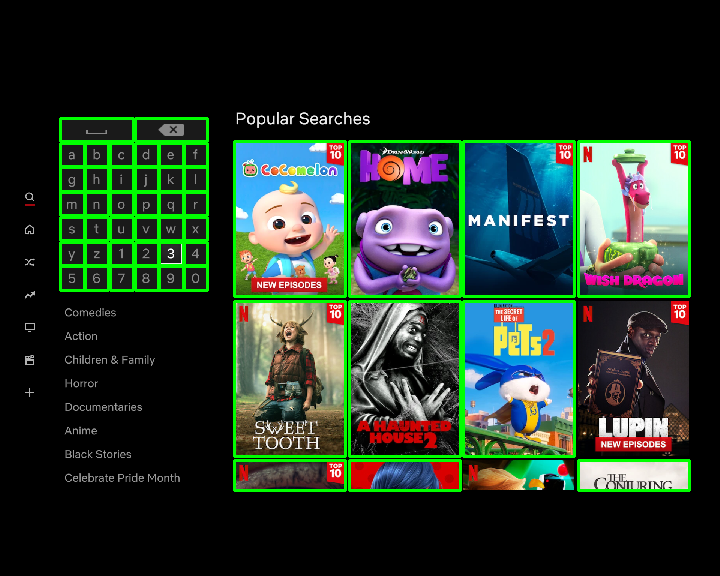 Popular Searches
a b c d e f
g h i j k l
m n o p q r
s t u v w x
y z 1 2 3 4
5 6 7 8 9 0
Comedies
Action
Children & Family
Horror
Documentaries
Anime
Black Stories
Celebrate Pride Month
TOP 10
CoComelon
NEW EPISODES
DREAMWORKS
HOME
TOP 10
MANIFEST
N
TOP 10
WISH DRAGON
N
TOP 10
SWEET TOOTH
A HAUNTED HOUSE 2
THE SECRET LIFE OF
PETS 2
N
TOP 10
LUPIN
NEW EPISODES
N
TOP 10
N
THE CONJURING